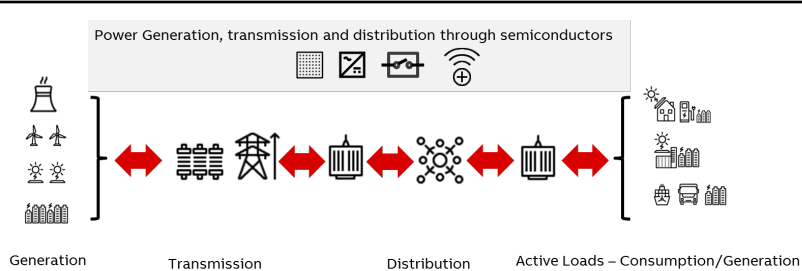 Power Generation, transmission and distribution through semiconductors
Generation
Transmission
Distribution
Active Loads – Consumption/Generation